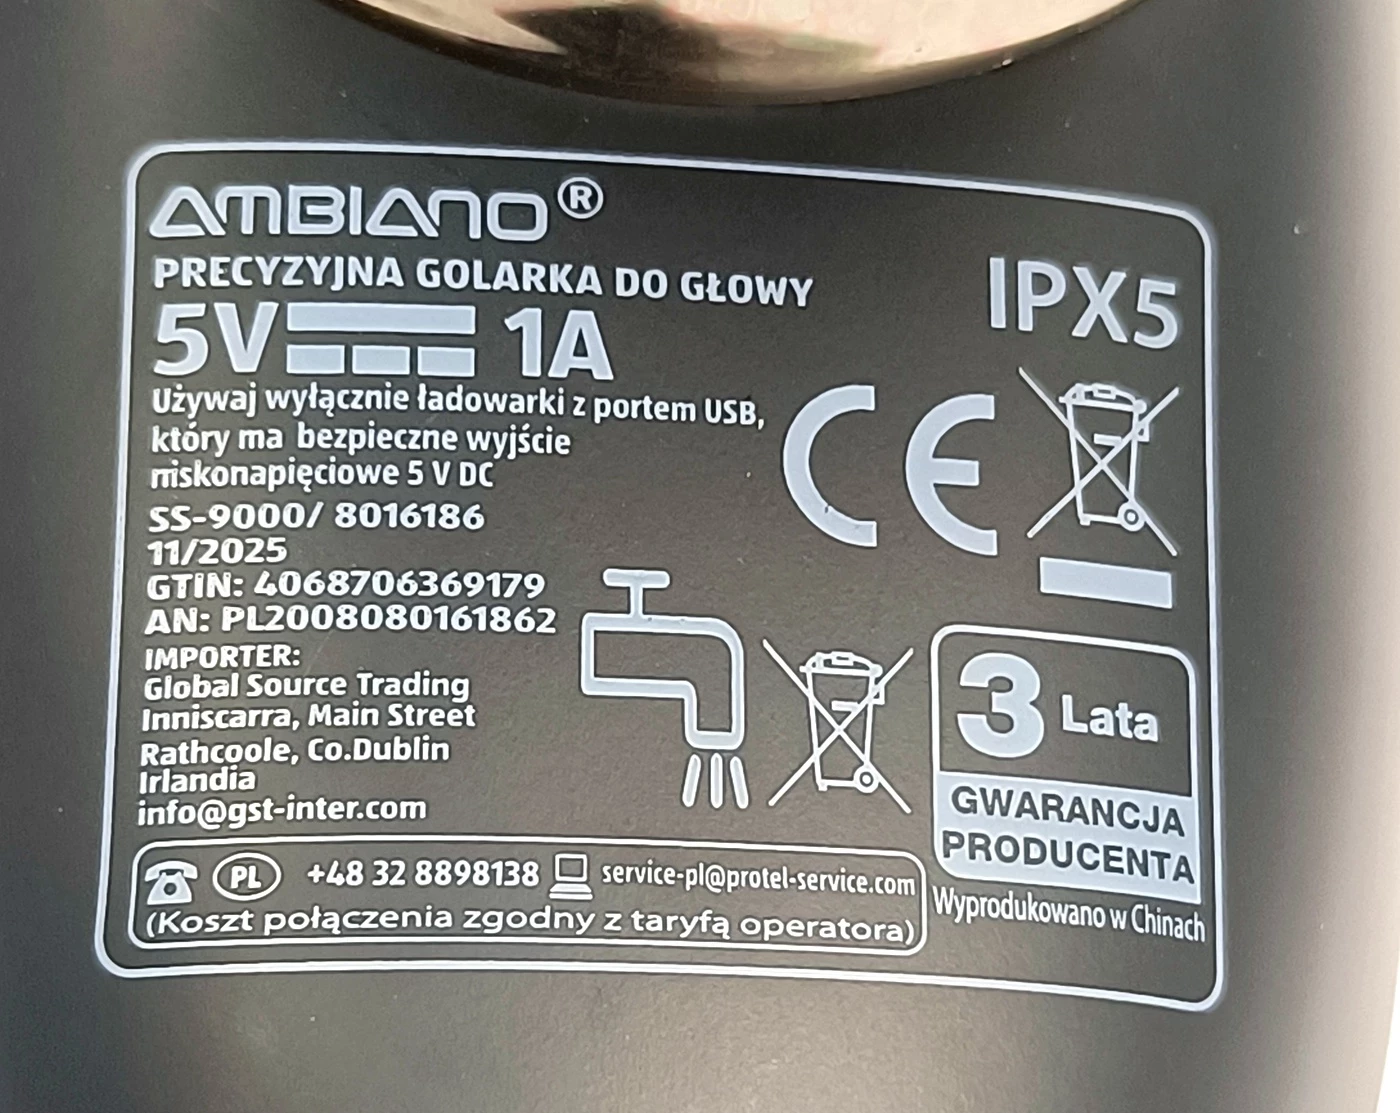 AMBIANO®
PRECYZYJNA GOLARKA DO GŁOWY
5V 1A
IPX5
Używaj wyłącznie ładowarki z portem USB,
który ma bezpieczne wyjście
niskonapięciowe 5 V DC
CE
SS-9000/ 8016186
11/2025
GTIN: 4068706369179
AN: PL2008080161862
IMPORTER:
Global Source Trading
Inniscarra, Main Street
Rathcoole, Co.Dublin
Irlandia
info@gst-inter.com
3 Lata
GWARANCJA
PRODUCENTA
Wyprodukowano w Chinach
PL +48 32 8898138 service-pl@protel-service.com
(Koszt połączenia zgodny z taryfą operatora)